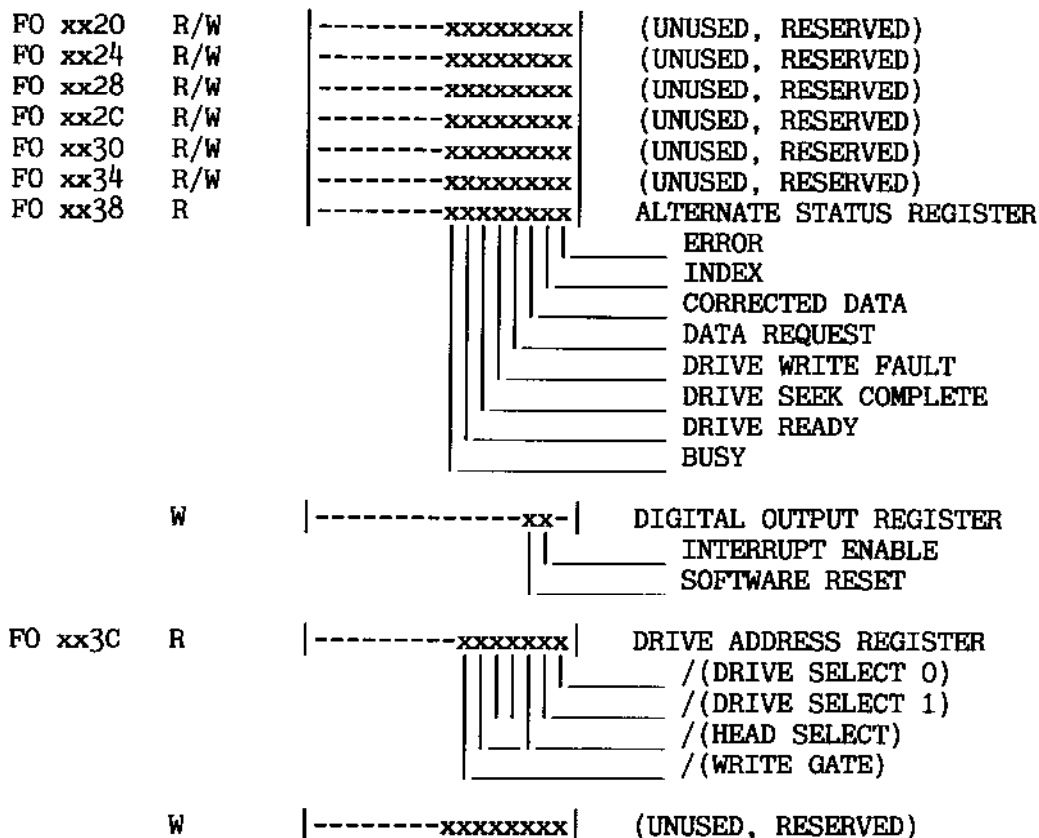 F0 xx20 R/W |--------xxxxxxxx| (UNUSED, RESERVED)
F0 xx24 R/W |--------xxxxxxxx| (UNUSED, RESERVED)
F0 xx28 R/W |--------xxxxxxxx| (UNUSED, RESERVED)
F0 xx2C R/W |--------xxxxxxxx| (UNUSED, RESERVED)
F0 xx30 R/W |--------xxxxxxxx| (UNUSED, RESERVED)
F0 xx34 R/W |--------xxxxxxxx| (UNUSED, RESERVED)
F0 xx38 R |--------xxxxxxxx| ALTERNATE STATUS REGISTER
ERROR
INDEX
CORRECTED DATA
DATA REQUEST
DRIVE WRITE FAULT
DRIVE SEEK COMPLETE
DRIVE READY
BUSY
W |-------------xx-| DIGITAL OUTPUT REGISTER
INTERRUPT ENABLE
SOFTWARE RESET
F0 xx3C R |---------xxxxxxx| DRIVE ADDRESS REGISTER
/(DRIVE SELECT 0)
/(DRIVE SELECT 1)
/(HEAD SELECT)
/(WRITE GATE)
W |--------xxxxxxxx| (UNUSED, RESERVED)